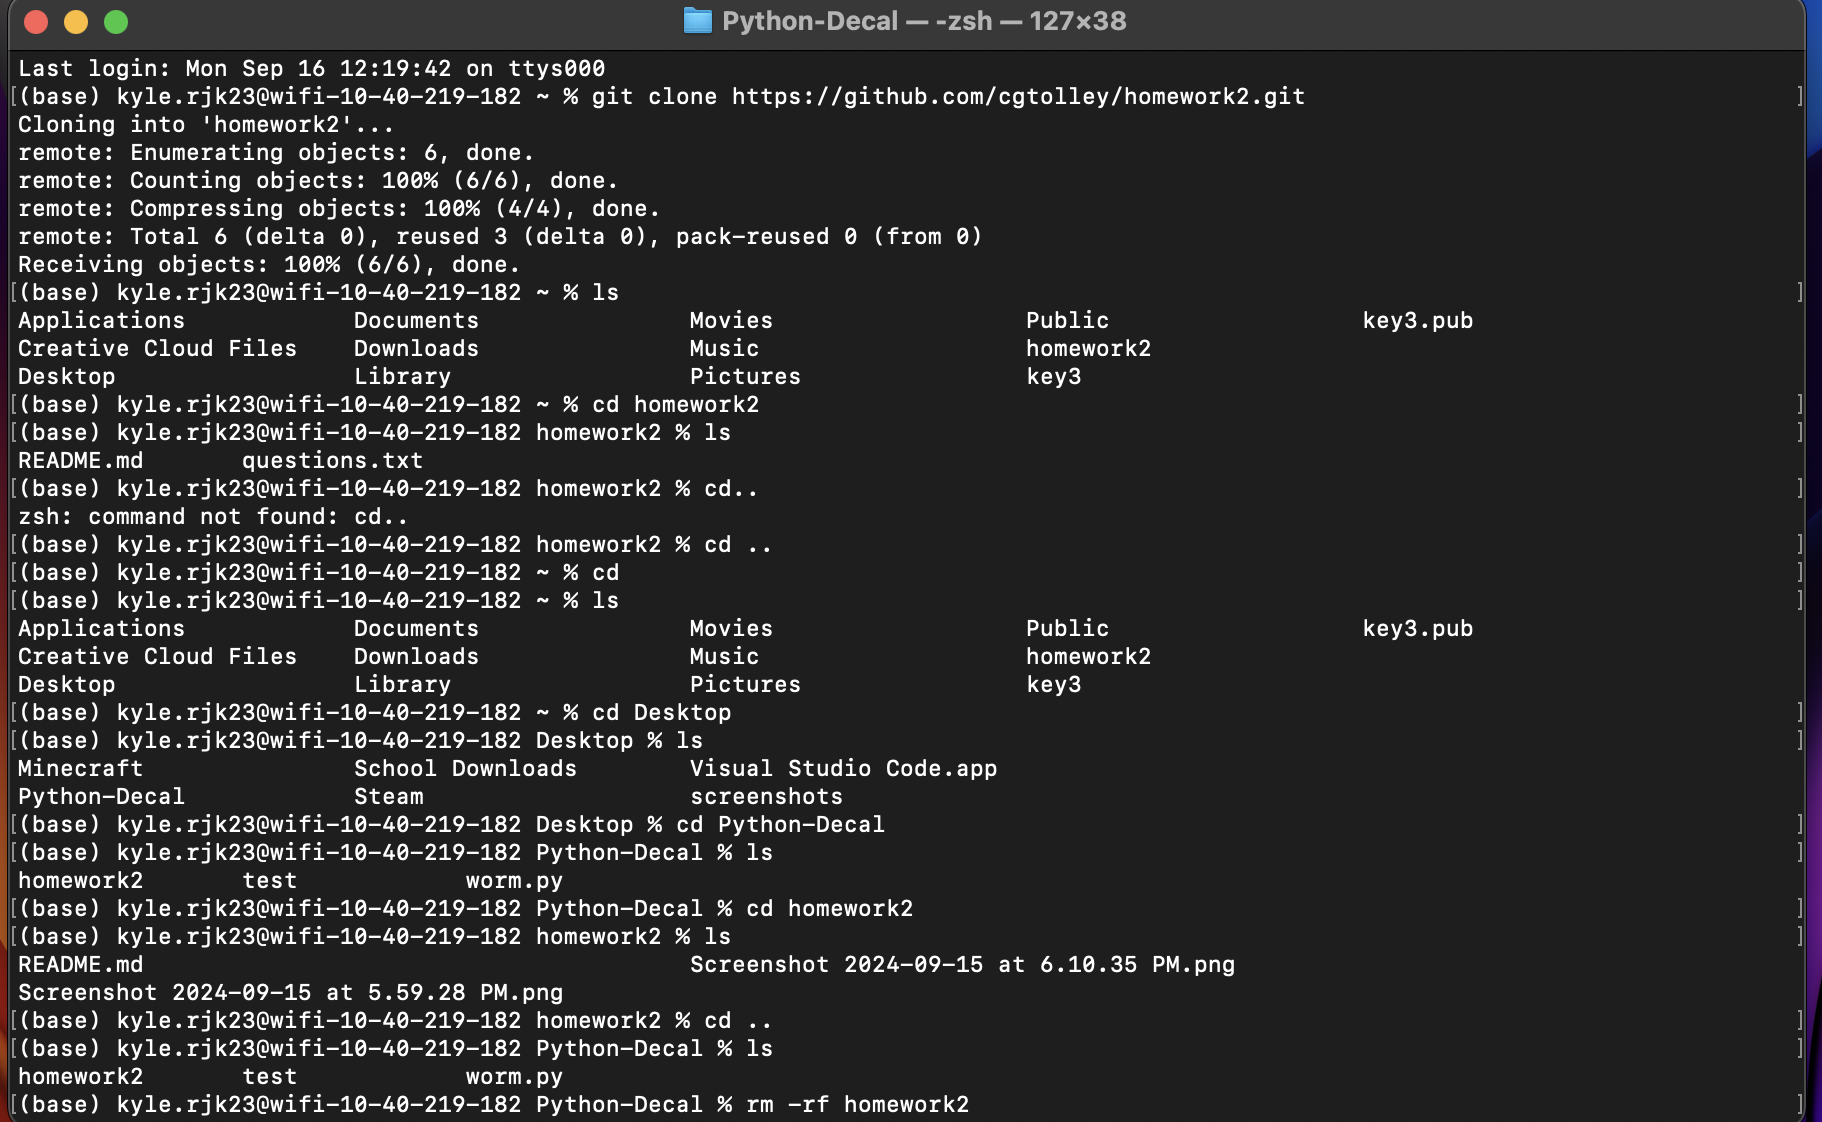 Python-Decal — -zsh — 127×38
Last login: Mon Sep 16 12:19:42 on ttys000
[(base) kyle.rjk23@wifi-10-40-219-182 ~ % git clone https://github.com/cgtolley/homework2.git ]
Cloning into 'homework2'...
remote: Enumerating objects: 6, done.
remote: Counting objects: 100% (6/6), done.
remote: Compressing objects: 100% (4/4), done.
remote: Total 6 (delta 0), reused 3 (delta 0), pack-reused 0 (from 0)
Receiving objects: 100% (6/6), done.
[(base) kyle.rjk23@wifi-10-40-219-182 ~ % ls ]
Applications Documents Movies Public key3.pub
Creative Cloud Files Downloads Music homework2
Desktop Library Pictures key3
[(base) kyle.rjk23@wifi-10-40-219-182 ~ % cd homework2 ]
[(base) kyle.rjk23@wifi-10-40-219-182 homework2 % ls ]
README.md questions.txt
[(base) kyle.rjk23@wifi-10-40-219-182 homework2 % cd.. ]
zsh: command not found: cd..
[(base) kyle.rjk23@wifi-10-40-219-182 homework2 % cd .. ]
[(base) kyle.rjk23@wifi-10-40-219-182 ~ % cd ]
[(base) kyle.rjk23@wifi-10-40-219-182 ~ % ls ]
Applications Documents Movies Public key3.pub
Creative Cloud Files Downloads Music homework2
Desktop Library Pictures key3
[(base) kyle.rjk23@wifi-10-40-219-182 ~ % cd Desktop ]
[(base) kyle.rjk23@wifi-10-40-219-182 Desktop % ls ]
Minecraft School Downloads Visual Studio Code.app
Python-Decal Steam screenshots
[(base) kyle.rjk23@wifi-10-40-219-182 Desktop % cd Python-Decal ]
[(base) kyle.rjk23@wifi-10-40-219-182 Python-Decal % ls ]
homework2 test worm.py
[(base) kyle.rjk23@wifi-10-40-219-182 Python-Decal % cd homework2 ]
[(base) kyle.rjk23@wifi-10-40-219-182 homework2 % ls ]
README.md Screenshot 2024-09-15 at 6.10.35 PM.png
Screenshot 2024-09-15 at 5.59.28 PM.png
[(base) kyle.rjk23@wifi-10-40-219-182 homework2 % cd .. ]
[(base) kyle.rjk23@wifi-10-40-219-182 Python-Decal % ls ]
homework2 test worm.py
[(base) kyle.rjk23@wifi-10-40-219-182 Python-Decal % rm -rf homework2 ]